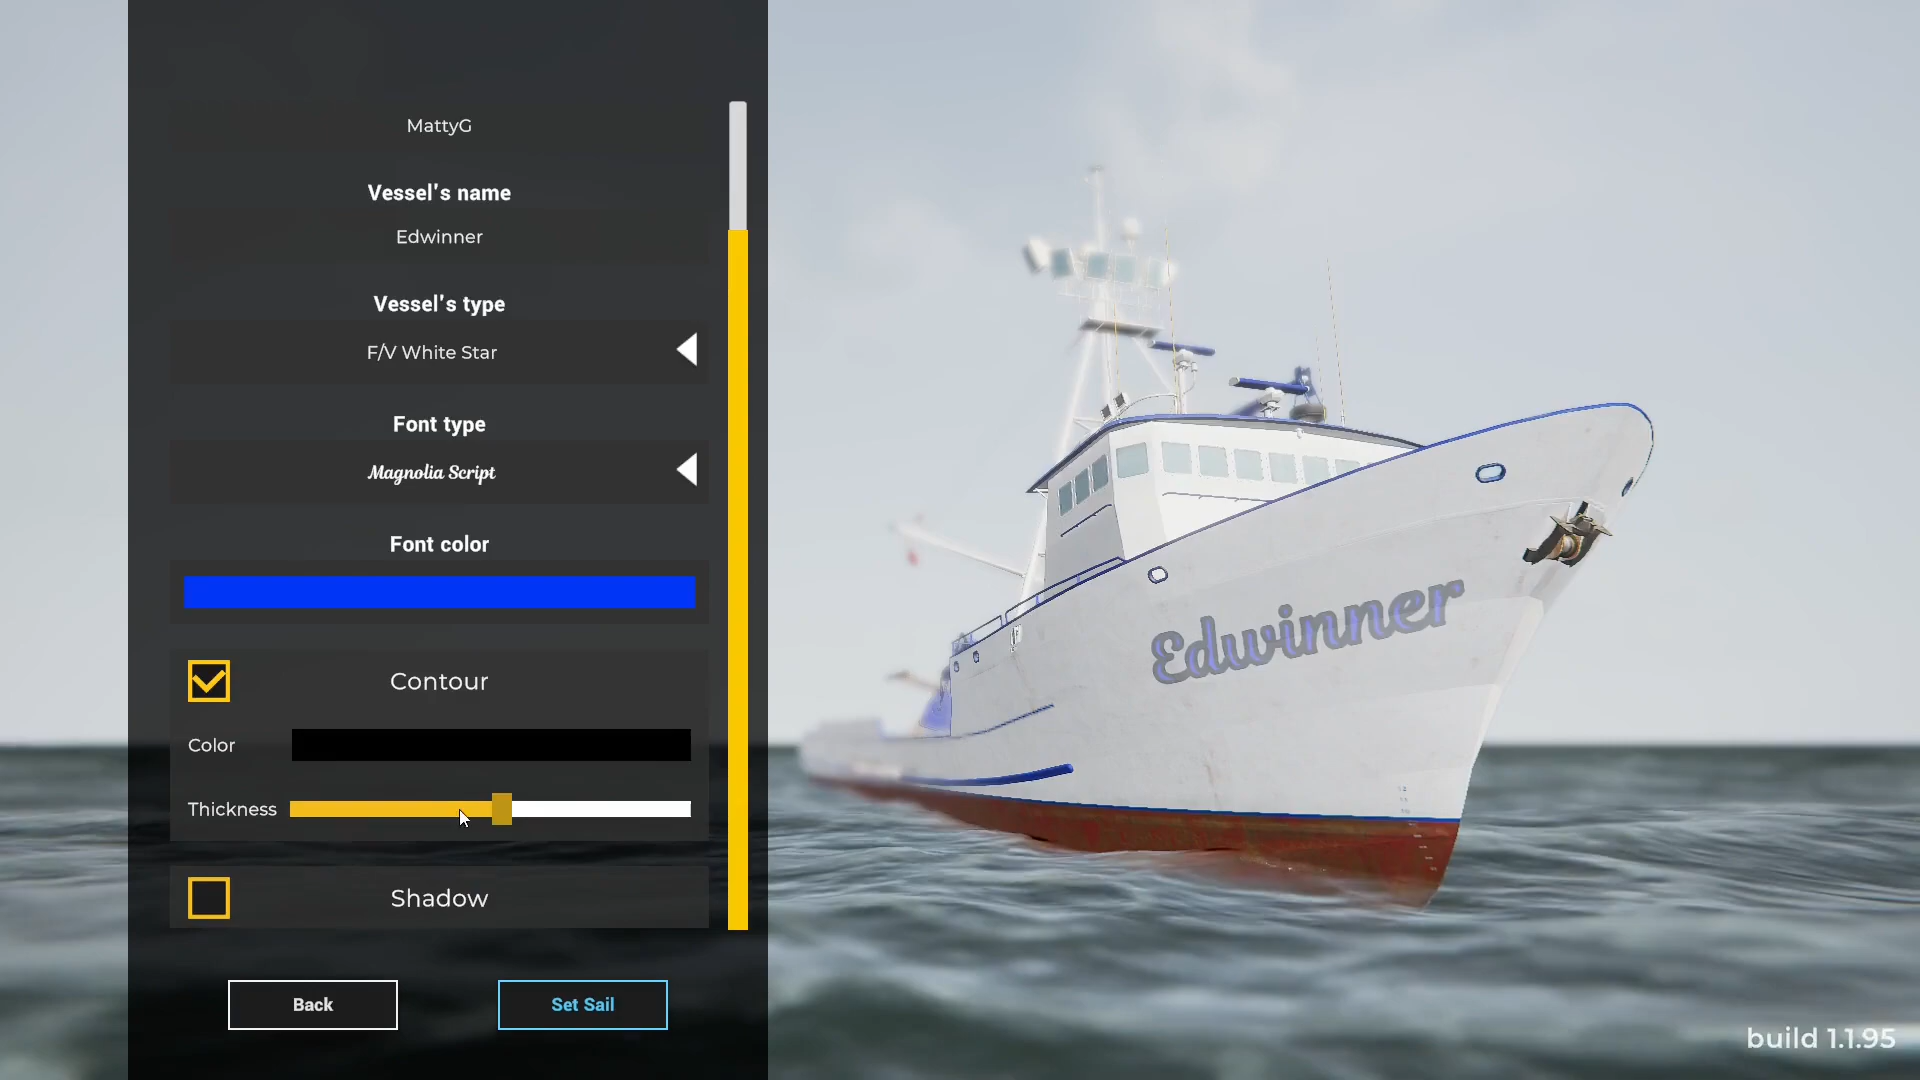 MattyG
Vessel's name
Edwinner
Vessel's type
F/V White Star
Font type
Magnolia Script
Font color
Contour
Color
Thickness
Shadow
Back
Set Sail
Edwinner
build 1.1.95